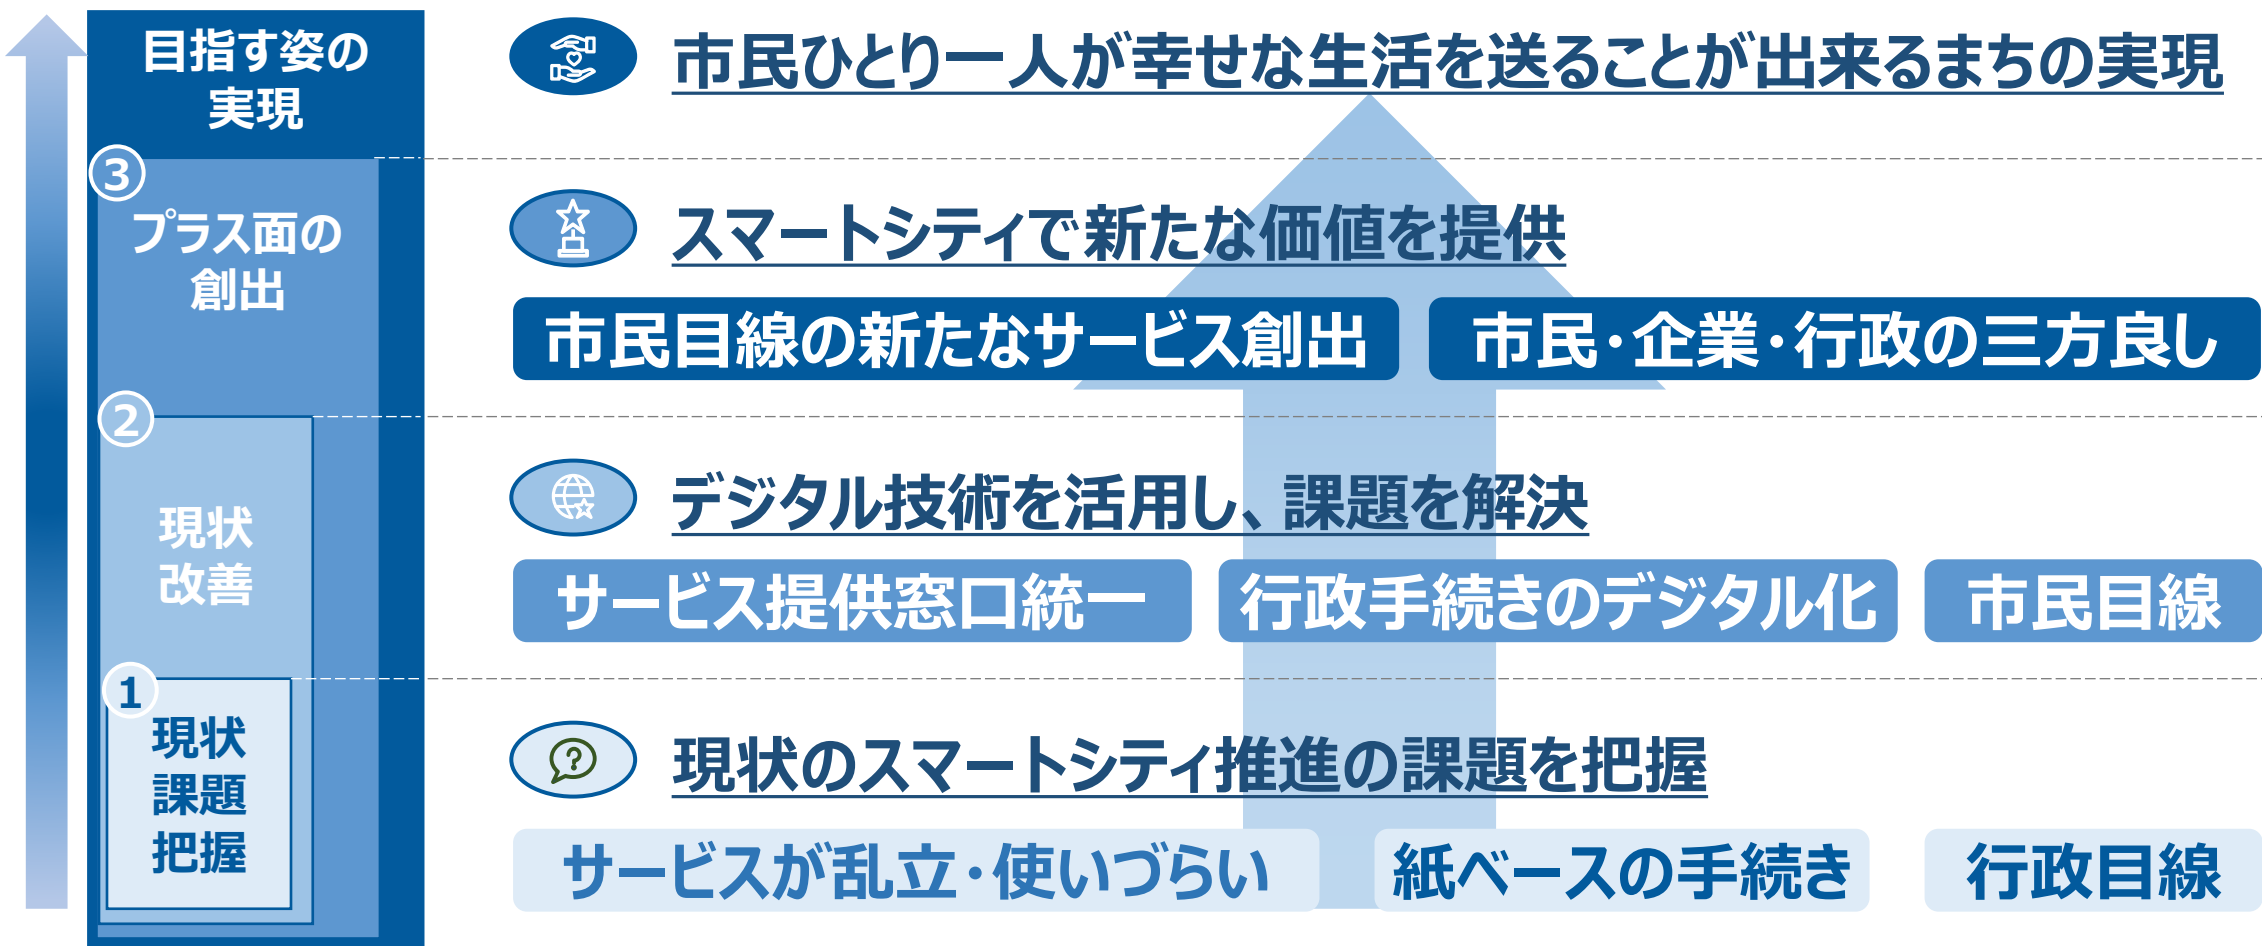 目指す姿の
実現
市民ひとり一人が幸せな生活を送ることが出来るまちの実現
③
プラス面の
創出
スマートシティで新たな価値を提供
市民目線の新たなサービス創出
市民・企業・行政の三方良し
②
現状
改善
デジタル技術を活用し、課題を解決
サービス提供窓口統一
行政手続きのデジタル化
市民目線
①
現状
課題
把握
現状のスマートシティ推進の課題を把握
サービスが乱立・使いづらい
紙ベースの手続き
行政目線